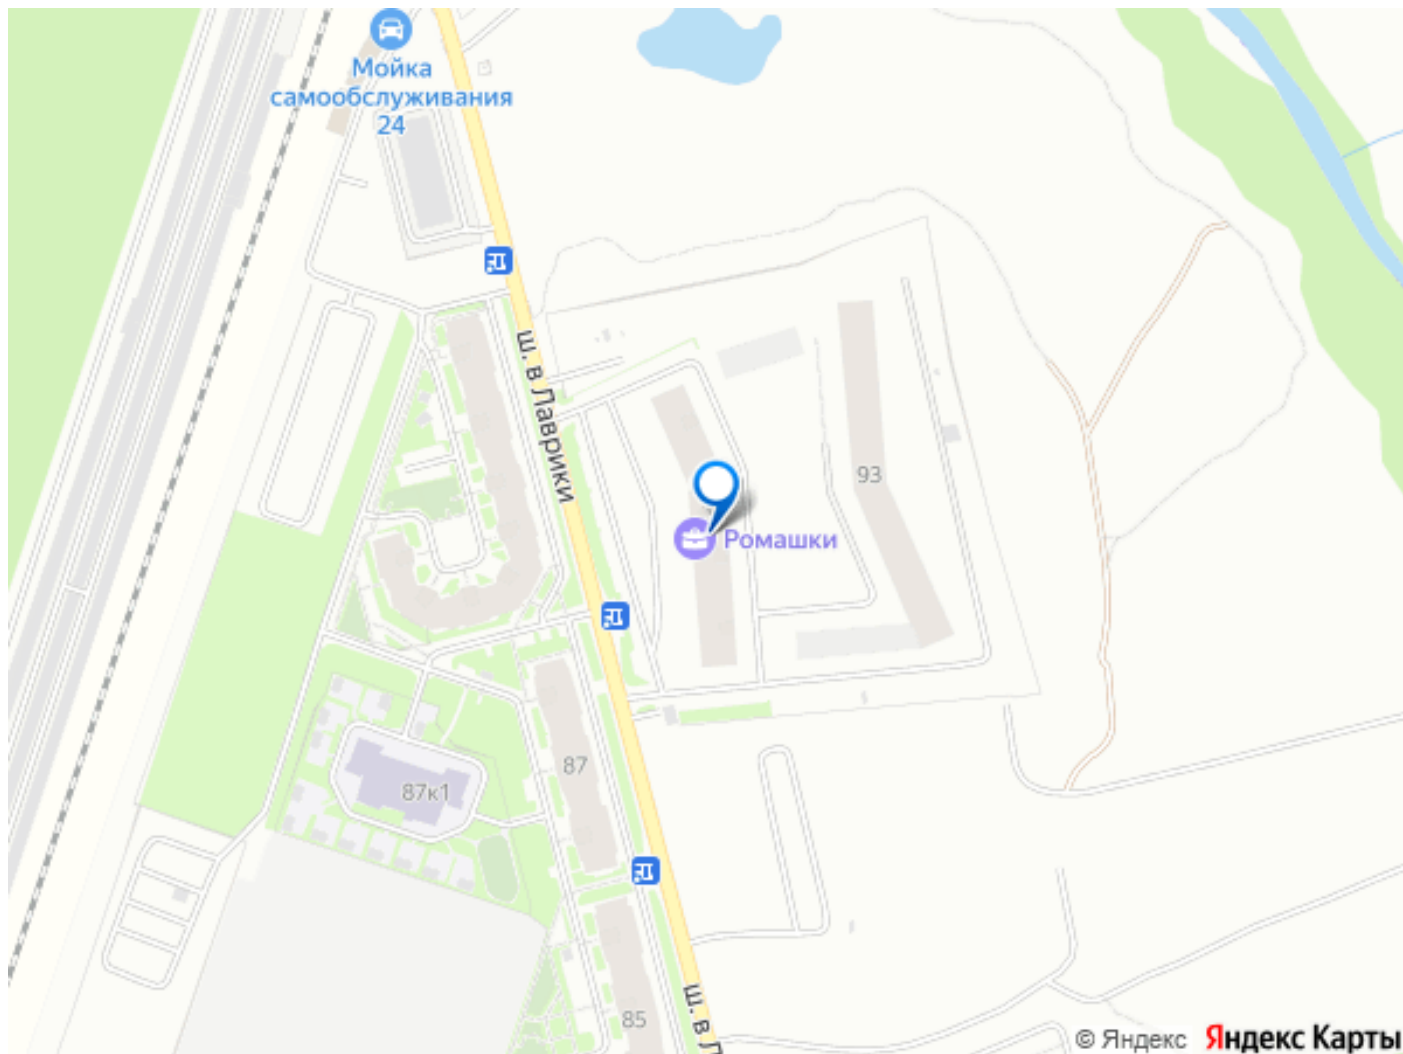 Мойка
самообслуживания
24
ш. в Лаврики
93
Ромашки
87
87к1
85
ш. в Л
© Яндекс Яндекс Карты